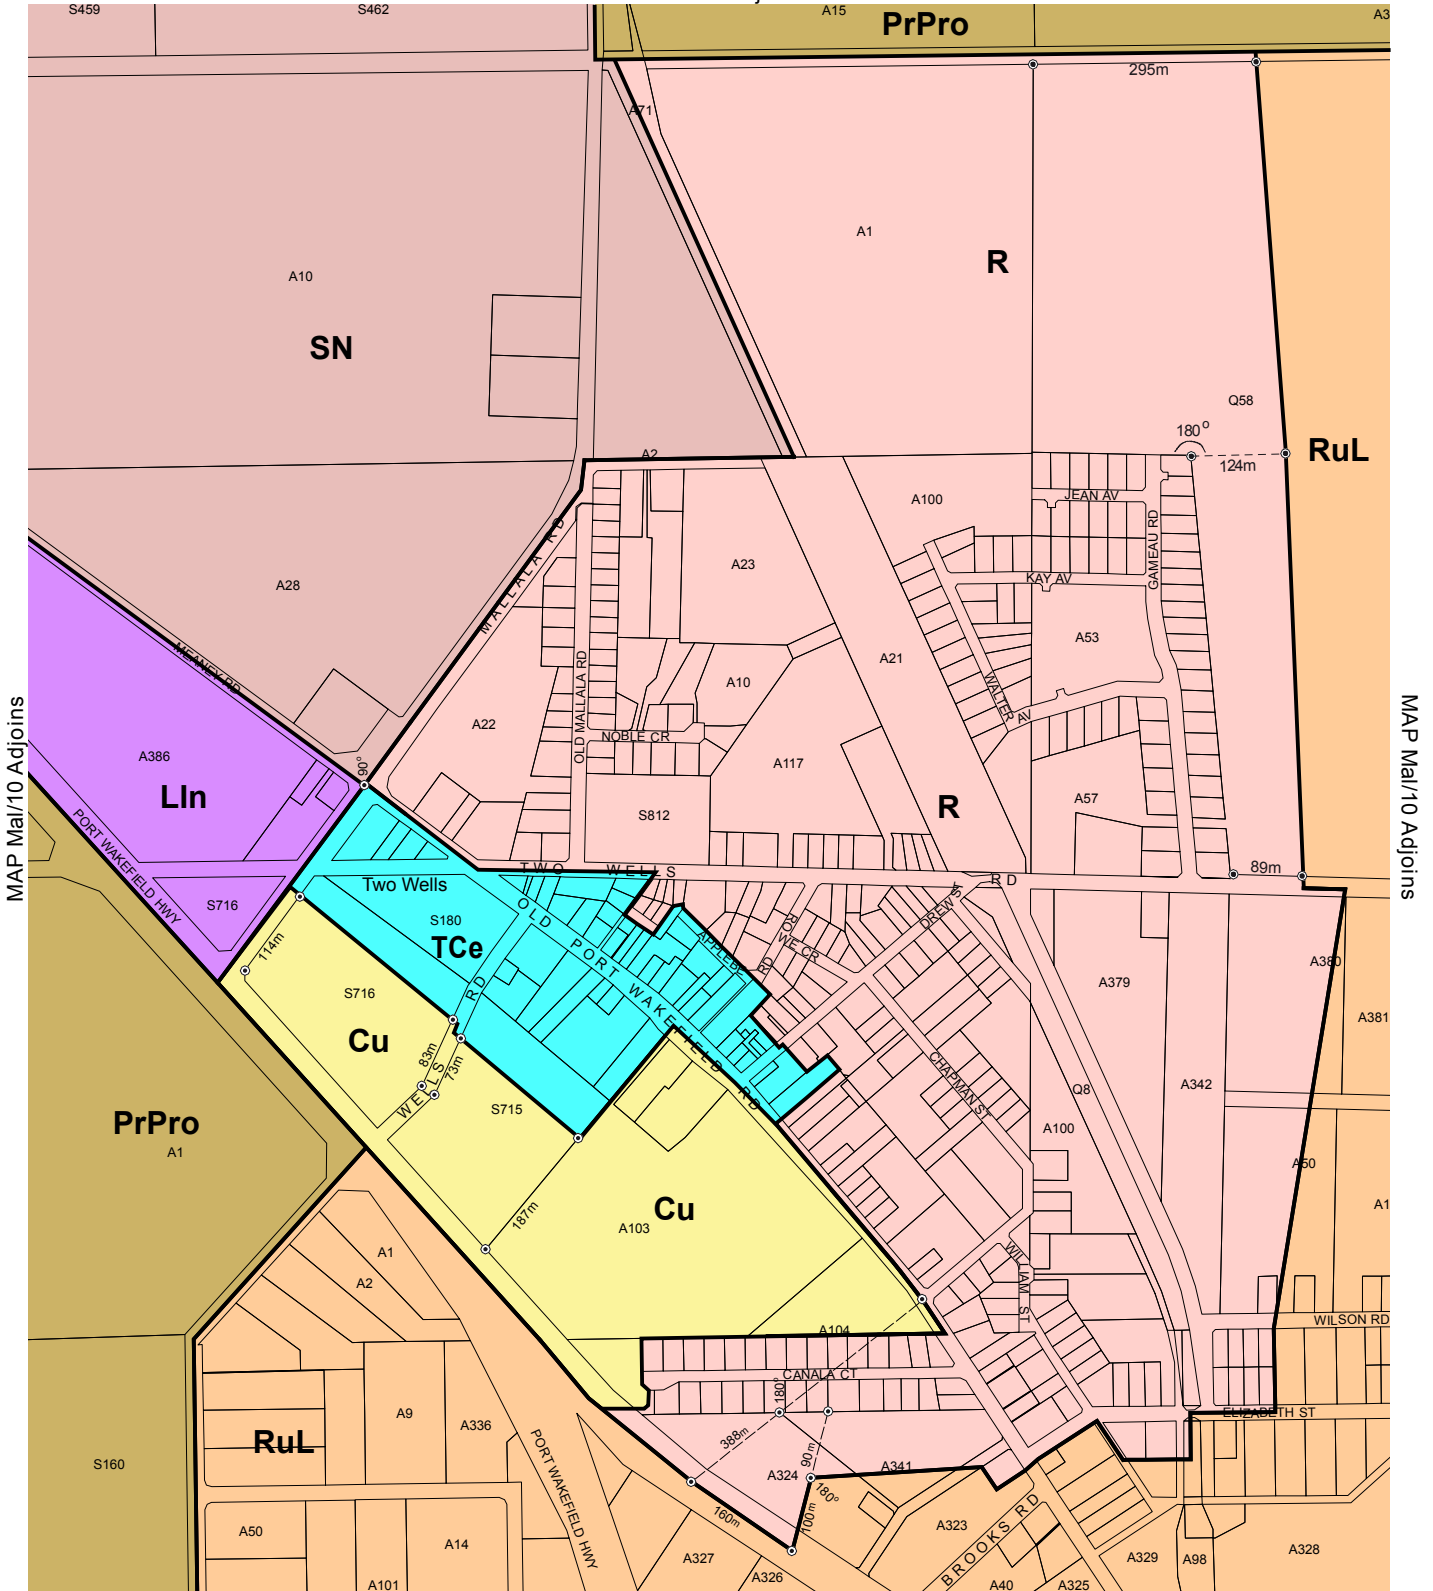 S459
S462
A15
PrPro
A3
295m
A71
A1
R
A10
SN
Q58
180°
124m
RuL
A2
JEAN AV
A100
GAMEAU RD
MALLALA RD
A23
KAY AV
A28
A53
MEANEY RD
OLD MALLALA RD
A21
A10
WALTER AV
A22
NOBLE CR
MAP Mal/10 Adjoins
MAP Mal/10 Adjoins
A386
90°
A117
LIn
R
A57
S812
PORT WAKEFIELD HWY
TWO WELLS RD
89m
Two Wells
S716
S180
OLD PORT WAKEFIELD RD
DREW ST
TCe
ROWE CR
APPLEBE RD
114m
A380
A379
S716
WELLS RD
A381
Cu
83m
73m
CHAPMAN ST
Q8
A342
S715
PrPro
A1
A100
A50
187m
Cu
A103
A1
A1
A2
WILLIAM ST
WILSON RD
A104
CANALA CT
180°
A9
A336
388m
ELIZABETH ST
RuL
PORT WAKEFIELD HWY
90m
A324
A341
S160
180°
160m
100m
A50
A14
A323
BROOKS RD
A327
A326
A329
A98
A328
A101
A40
A325